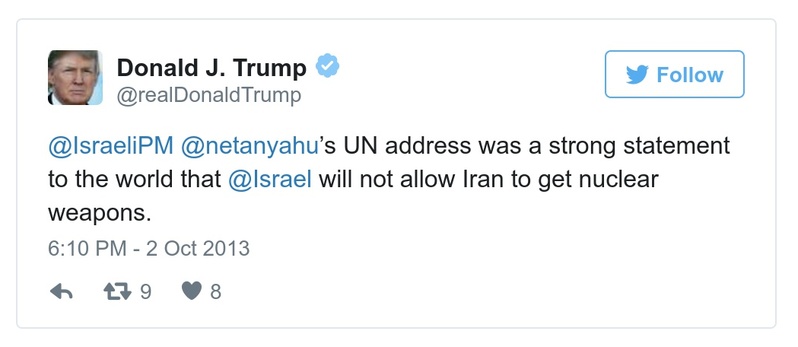 Donald J. Trump
Follow
@realDonaldTrump
@IsraeliPM @netanyahu's UN address was a strong statement
to the world that @Israel will not allow Iran to get nuclear
weapons.
6:10 PM - 2 Oct 2013
9 8